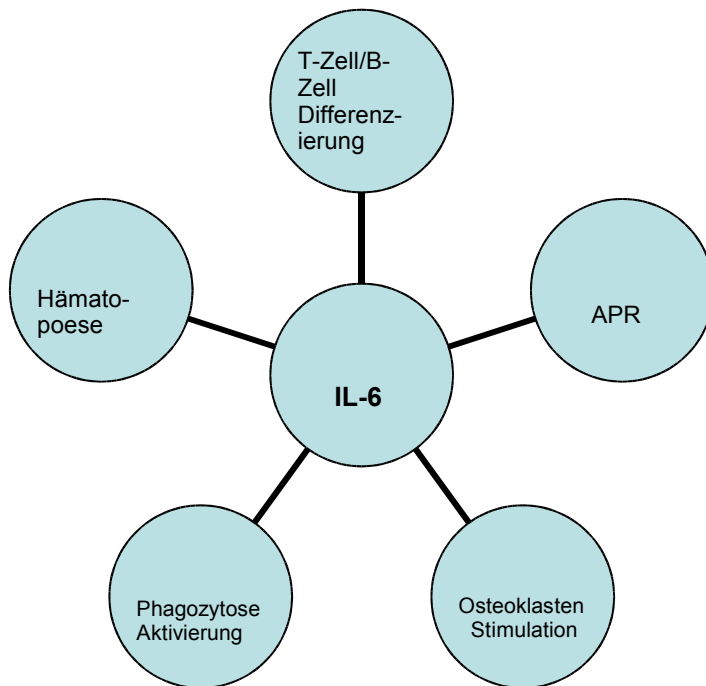 T-Zell/B-
Zell
Differenz-
ierung
Hämato-
poese
APR
IL-6
Phagozytose
Aktivierung
Osteoklasten
Stimulation